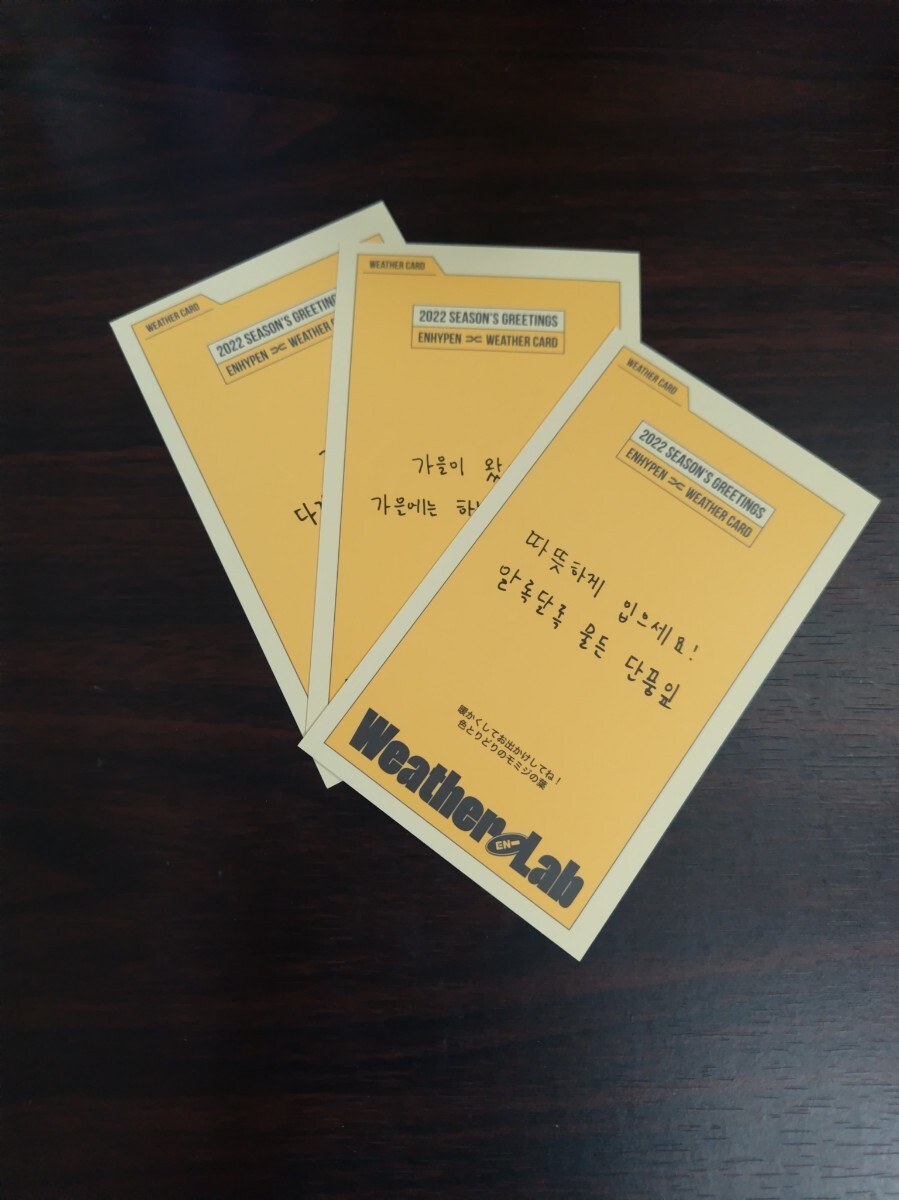 WEATHER CARD
2022 SEASON'S GREETINGS
ENHYPEN WEATHER CARD
WEATHER CARD
2022 SEASON'S GREETINGS
ENHYPEN WEATHER CARD
가을이 왔
가을에는
WEATHER CARD
2022 SEASON'S GREETINGS
ENHYPEN WEATHER CARD
따뜻하게 입으세요!
알록달록 물든 단풍잎
暖かくしてお出かけしてね！
色とりどりのモミジの葉
Weather EN- Lab